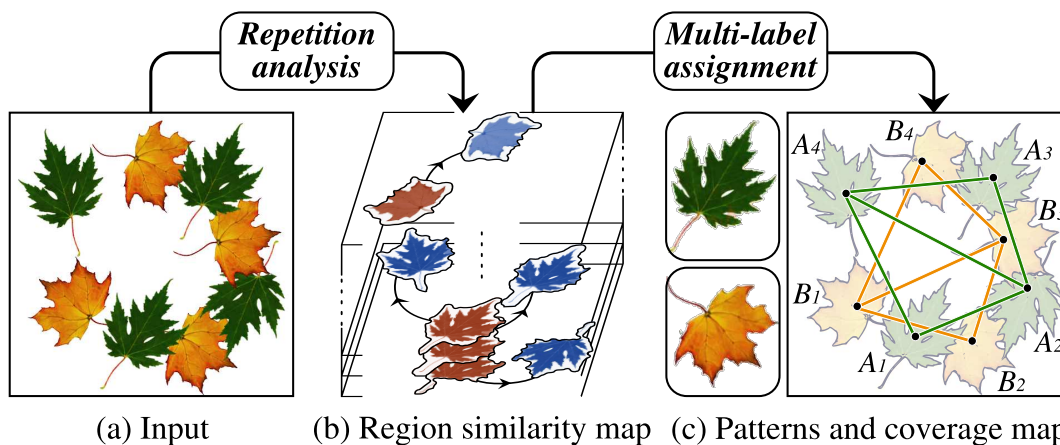 Repetition
analysis
Multi-label
assignment
A4
B4
A3
B3
B1
A1
A2
B2
(a) Input
(b) Region similarity map
(c) Patterns and coverage map